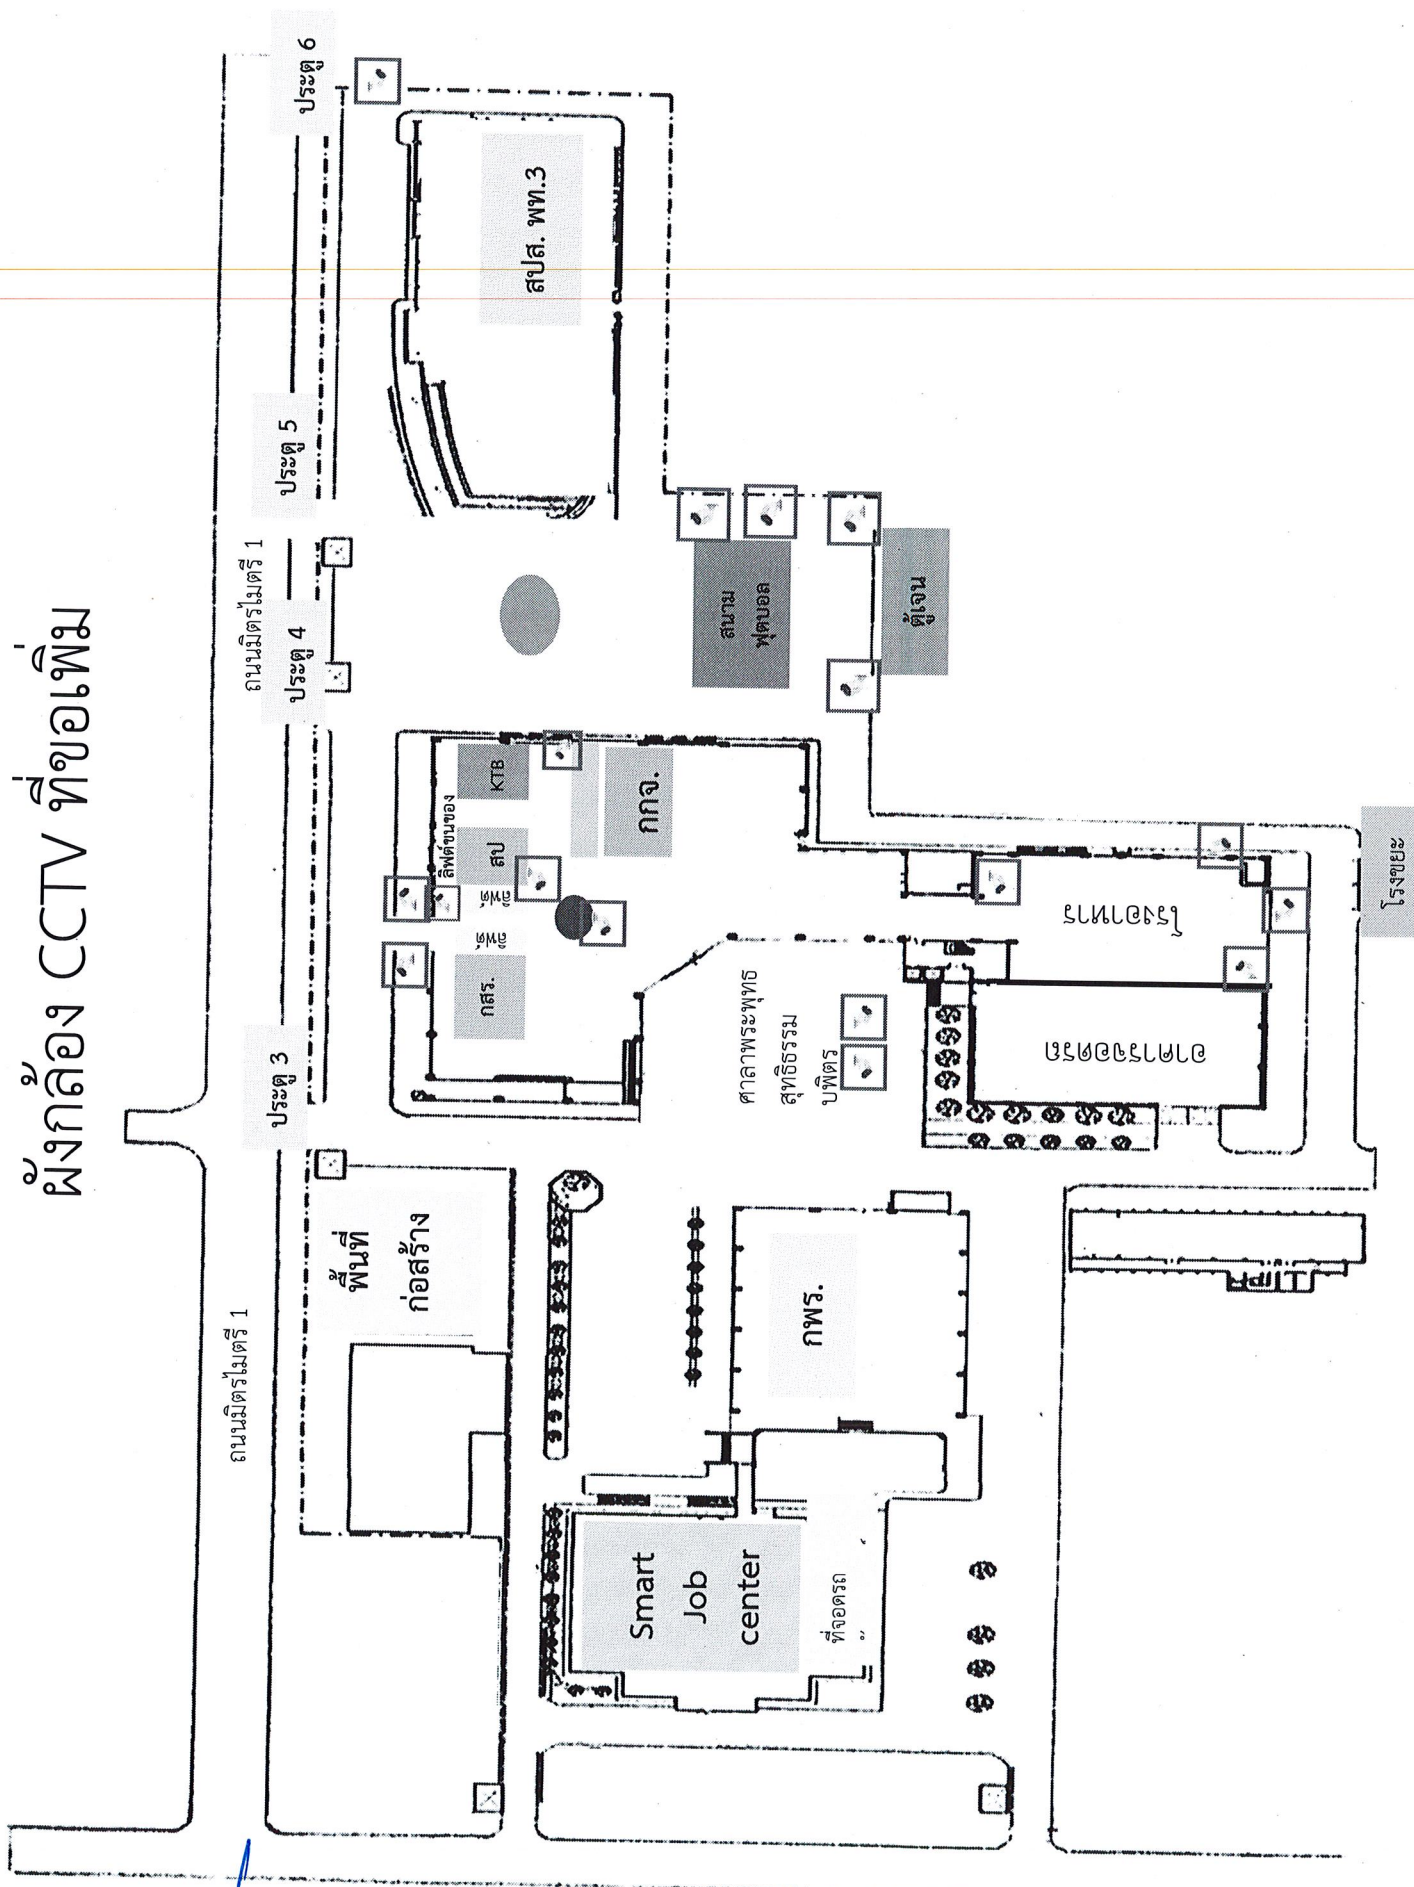 ผังกล้อง CCTV ที่ขอเพิ่ม
ถนนมิตรไมตรี 1
ถนนมิตรไมตรี 1
ประตู 3
ประตู 4
ประตู 5
ประตู 6
พื้นที่
ก่อสร้าง
กสร.
ลิฟต์
ลิฟต์
สป
ลิฟต์ขนของ
KTB
กกจ.
สปส. พท.3
สนาม
ฟุตบอล
ตู้เจน
Smart
Job
center
ที่จอดรถ
กพร.
ศาลาพระพุทธ
สุทธิธรรม
บพิตร
อาคารจอดรถ
โรงอาหาร
โรงขยะ